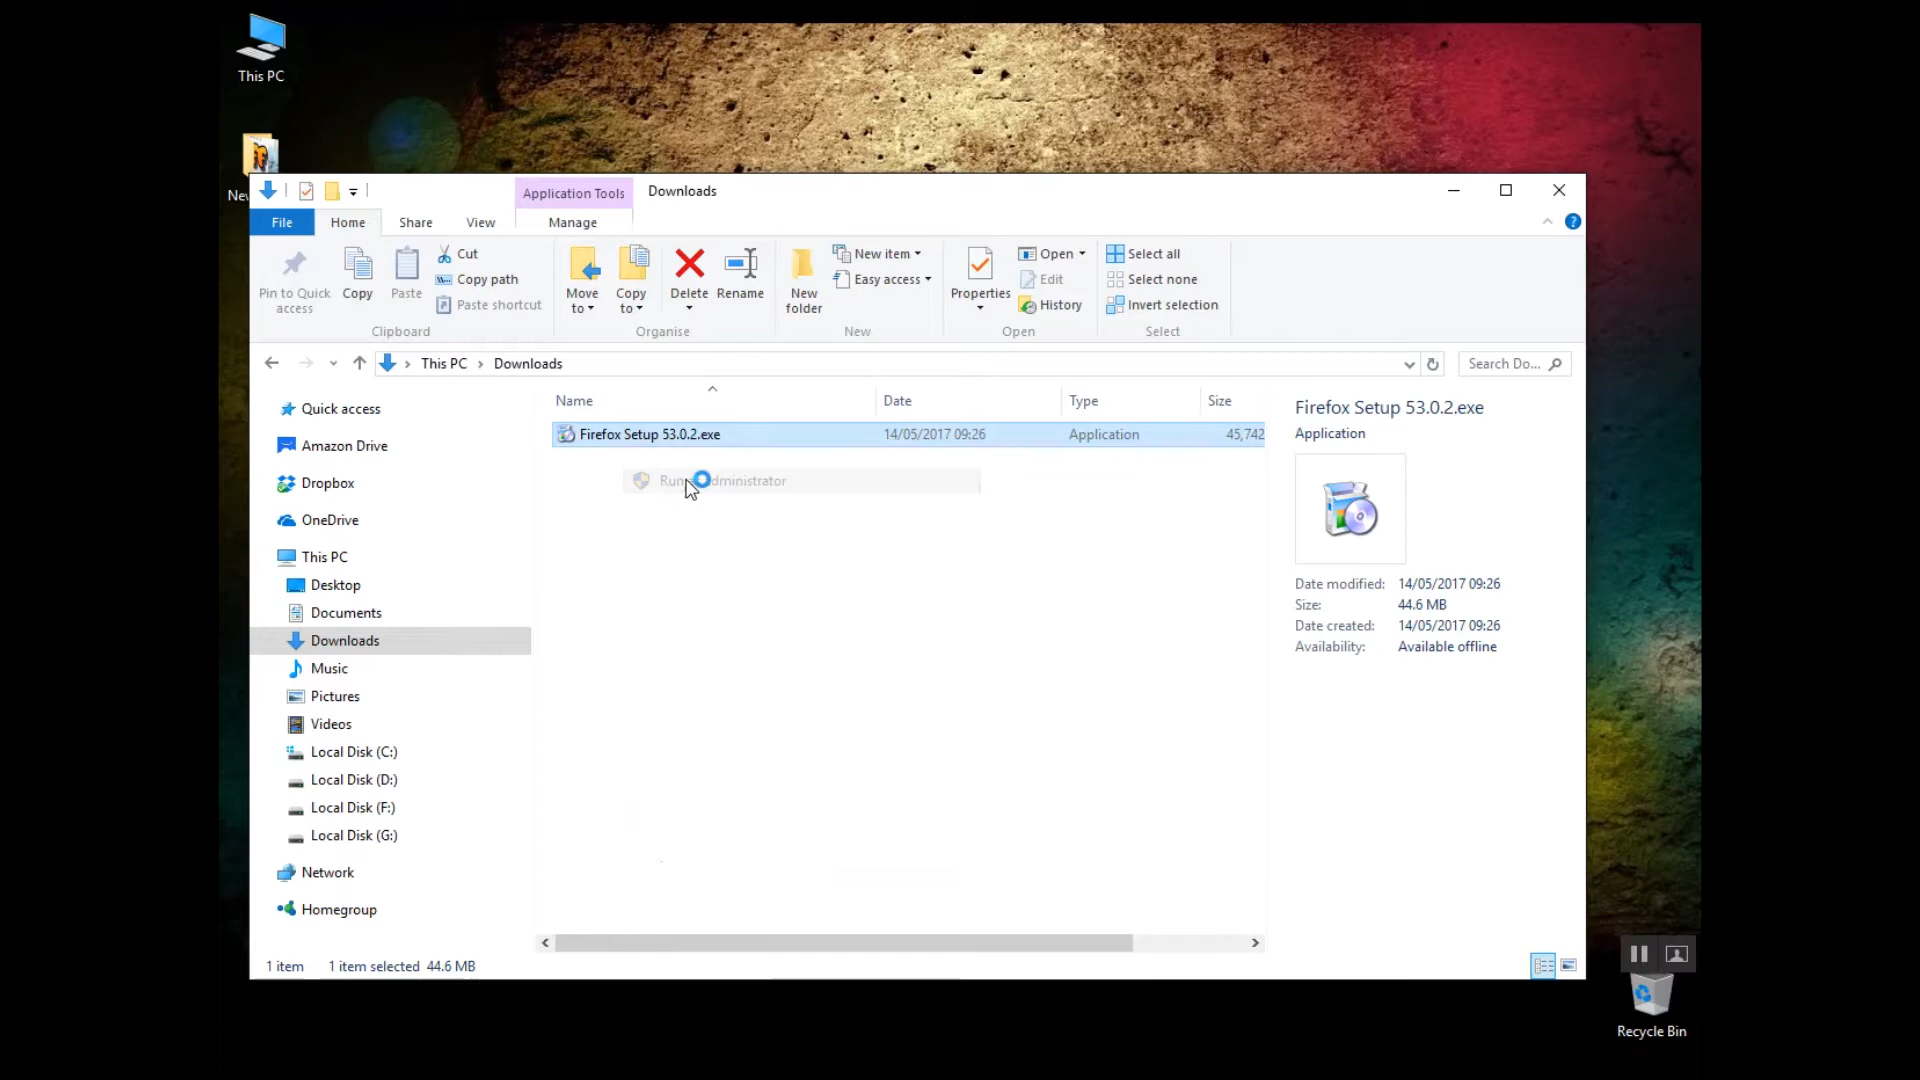 This PC
Nev
Application Tools
Downloads
File
Home
Share
View
Manage
Pin to Quick access
Copy
Paste
Cut
Copy path
Paste shortcut
Clipboard
Move to
Copy to
Delete
Rename
Organise
New folder
New item
Easy access
New
Properties
Open
Edit
History
Open
Select all
Select none
Invert selection
Select
This PC
Downloads
Search Do...
Name
Date
Type
Size
Firefox Setup 53.0.2.exe
14/05/2017 09:26
Application
45,742
Run dministrator
Quick access
Amazon Drive
Dropbox
OneDrive
This PC
Desktop
Documents
Downloads
Music
Pictures
Videos
Local Disk (C:)
Local Disk (D:)
Local Disk (F:)
Local Disk (G:)
Network
Homegroup
Firefox Setup 53.0.2.exe
Application
Date modified: 14/05/2017 09:26
Size: 44.6 MB
Date created: 14/05/2017 09:26
Availability: Available offline
1 item
1 item selected 44.6 MB
Recycle Bin